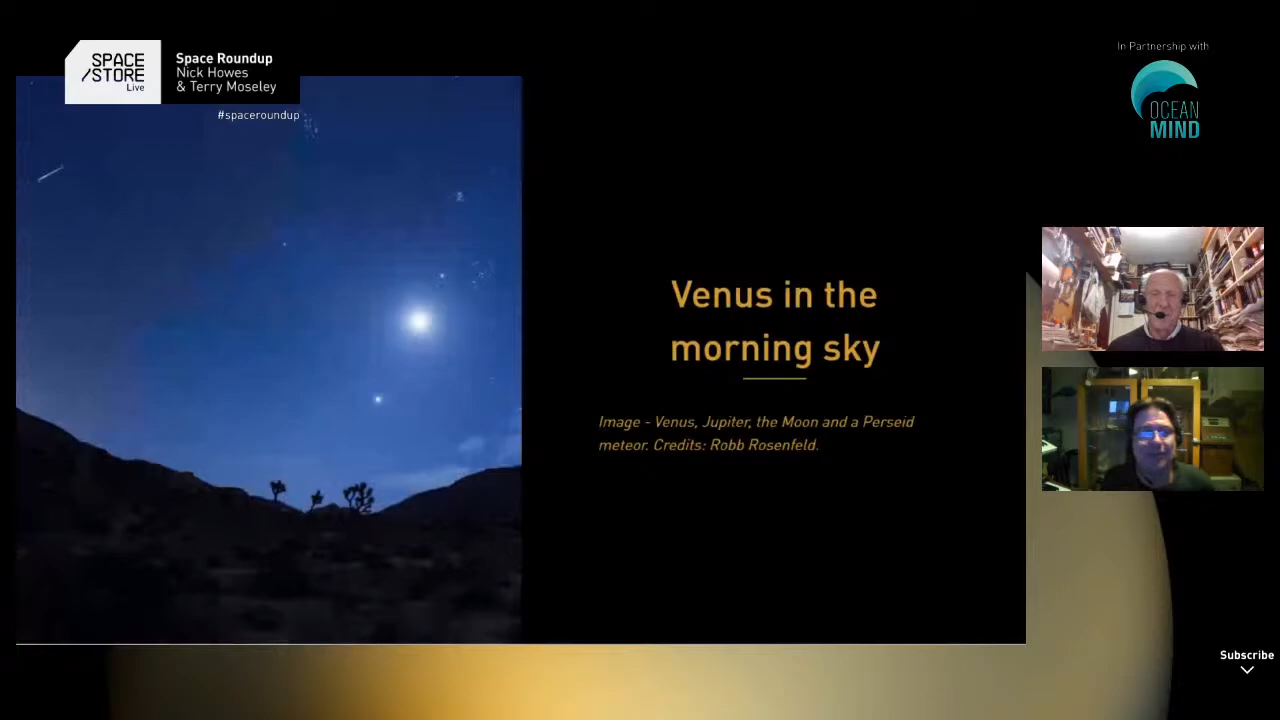 SPACE
/STORE
Live
Space Roundup
Nick Howes
& Terry Moseley
#spaceroundup
In Partnership with
OCEAN
MIND
Venus in the
morning sky
Image - Venus, Jupiter, the Moon and a Perseid
meteor. Credits: Robb Rosenfeld.
Subscribe